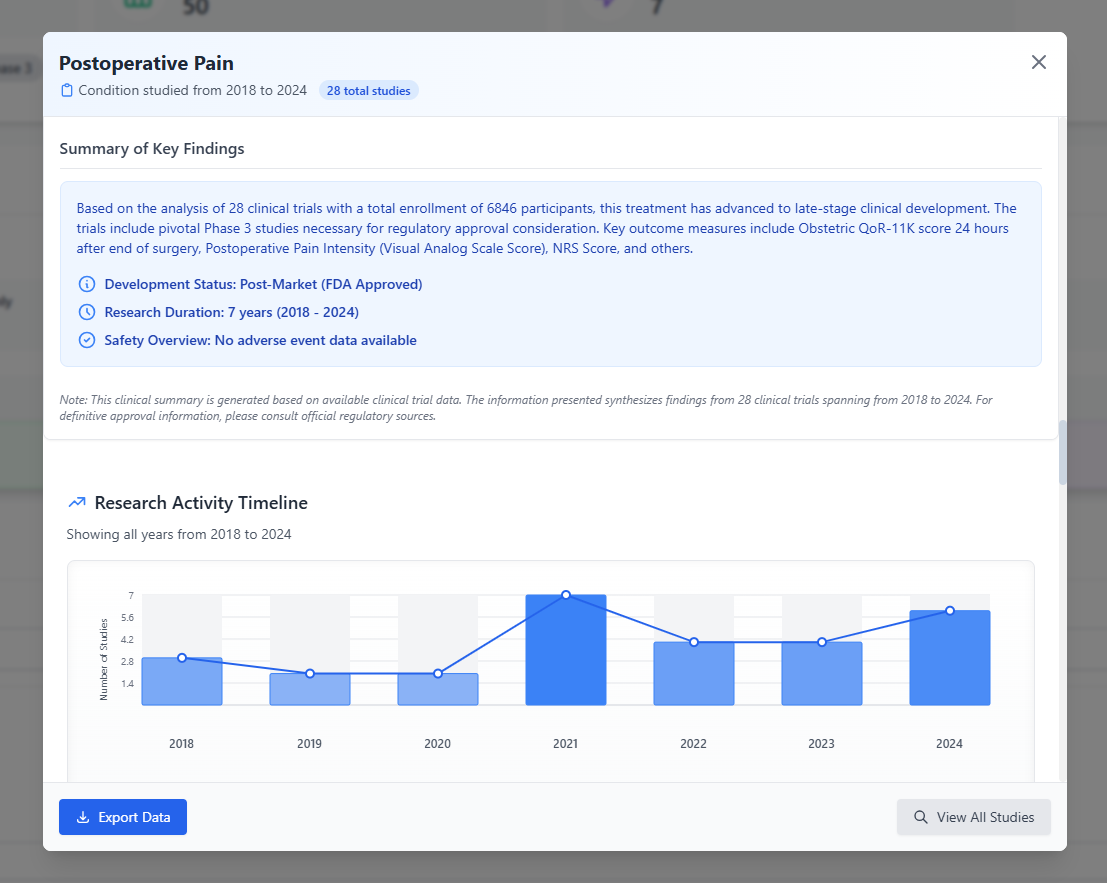 50
7
ase 3
Postoperative Pain
Condition studied from 2018 to 2024
28 total studies
Summary of Key Findings
Based on the analysis of 28 clinical trials with a total enrollment of 6846 participants, this treatment has advanced to late-stage clinical development. The
trials include pivotal Phase 3 studies necessary for regulatory approval consideration. Key outcome measures include Obstetric QoR-11K score 24 hours
after end of surgery, Postoperative Pain Intensity (Visual Analog Scale Score), NRS Score, and others.
Development Status: Post-Market (FDA Approved)
Research Duration: 7 years (2018 - 2024)
Safety Overview: No adverse event data available
Note: This clinical summary is generated based on available clinical trial data. The information presented synthesizes findings from 28 clinical trials spanning from 2018 to 2024. For
definitive approval information, please consult official regulatory sources.
Research Activity Timeline
Showing all years from 2018 to 2024
Number of Studies
7
5.6
4.2
2.8
1.4
2018 2019 2020 2021 2022 2023 2024
Export Data
View All Studies